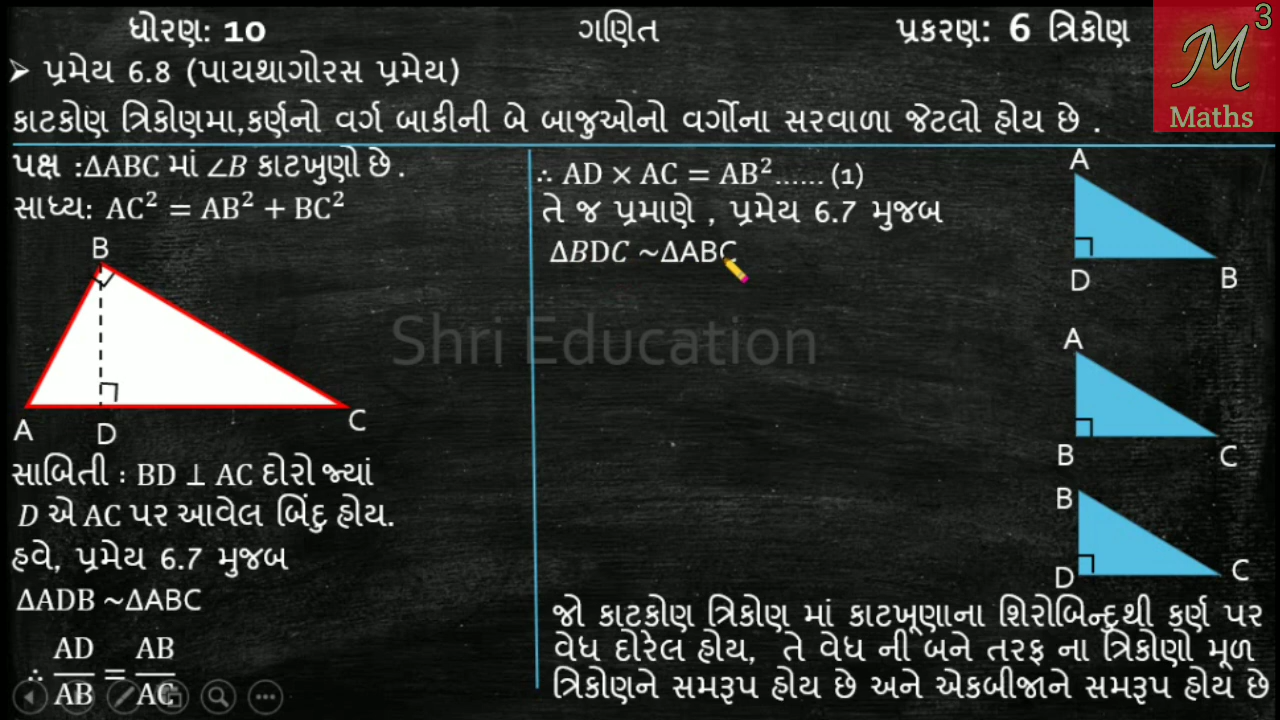 ધોરણ: 10 ગણિત પ્રકરણ: 6 ત્રિકોણ
M³ Maths
➢ પ્રમેય 6.8 (પાયથાગોરસ પ્રમેય)
કાટકોણ ત્રિકોણમા,કર્ણનો વર્ગ બાકીની બે બાજુઓનો વર્ગોના સરવાળા જેટલો હોય છે .
પક્ષ :ΔABC માં ∠B કાટખુણો છે .
સાધ્ય: AC² = AB² + BC²
B
A D C
સાબિતી : BD ⊥ AC દોરો જ્યાં
D એ AC પર આવેલ બિંદુ હોય.
હવે, પ્રમેય 6.7 મુજબ
ΔADB ~ΔABC
∴ AD/AB = AB/AC
∴ AD × AC = AB²...... (1)
તે જ પ્રમાણે , પ્રમેય 6.7 મુજબ
ΔBDC ~ΔABC
Shri Education
A
D B
A
B C
B
D C
જો કાટકોણ ત્રિકોણ માં કાટખૂણાના શિરોબિન્દુથી કર્ણ પર
વેધ દોરેલ હોય, તે વેધ ની બને તરફ ના ત્રિકોણો મૂળ
ત્રિકોણને સમરૂપ હોય છે અને એકબીજાને સમરૂપ હોય છે